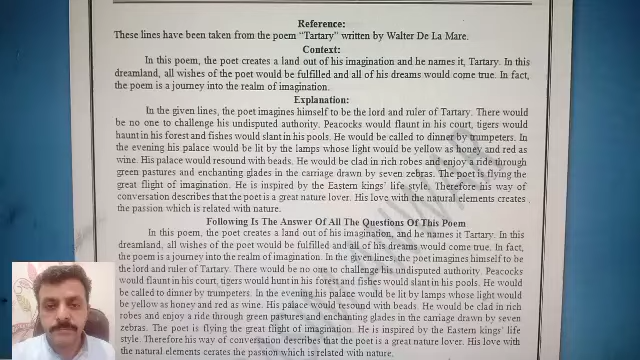 Reference:
These lines have been taken from the poem "Tartary" written by Walter De La Mare.
Context:
In this poem, the poet creates a land out of his imagination and he names it, Tartary. In this
dreamland, all wishes of the poet would be fulfilled and all of his dreams would come true. In fact,
the poem is a journey into the realm of imagination.
Explanation:
In the given lines, the poet imagines himself to be the lord and ruler of Tartary. There would
be no one to challenge his undisputed authority. Peacocks would flaunt in his court, tigers would
haunt in his forest and fishes would slant in his pools. He would be called to dinner by trumpeters. In
the evening his palace would be lit by the lamps whose light would be yellow as honey and red as
wine. His palace would resound with beads. He would be clad in rich robes and enjoy a ride through
green pastures and enchanting glades in the carriage drawn by seven zebras. The poet is flying the
great flight of imagination. He is inspired by the Eastern kings' life style. Therefore his way of
conversation describes that the poet is a great nature lover. His love with the natural elements creates
the passion which is related with nature.
Following Is The Answer Of All The Questions Of This Poem
In this poem, the poet creates a land out of his imagination, and he names it Tartary. In this
dreamland, all wishes of the poet would be fulfilled and all of his dreams would come true. In fact,
the poem is a journey into the realm of imagination. In the given lines, the poet imagines himself to be
the lord and ruler of Tartary. There would be no one to challenge his undisputed authority. Peacocks
would flaunt in his court, tigers would hunt in his forest and fishes would slant in his pools. He would
be called to dinner by trumpeters. In the evening his palace would be lit by lamps whose light would
be yellow as honey and red as wine. His palace would resound with beads. He would be clad in rich
robes and enjoy a ride through green pastures and enchanting glades in the carriage drawn by seven
zebras. The poet is flying the great flight of imagination. He is inspired by the Eastern kings' life
style. Therefore his way of conversation describes that the poet is a great nature lover. His love with
the natural elements cerates the passion which is related with nature.